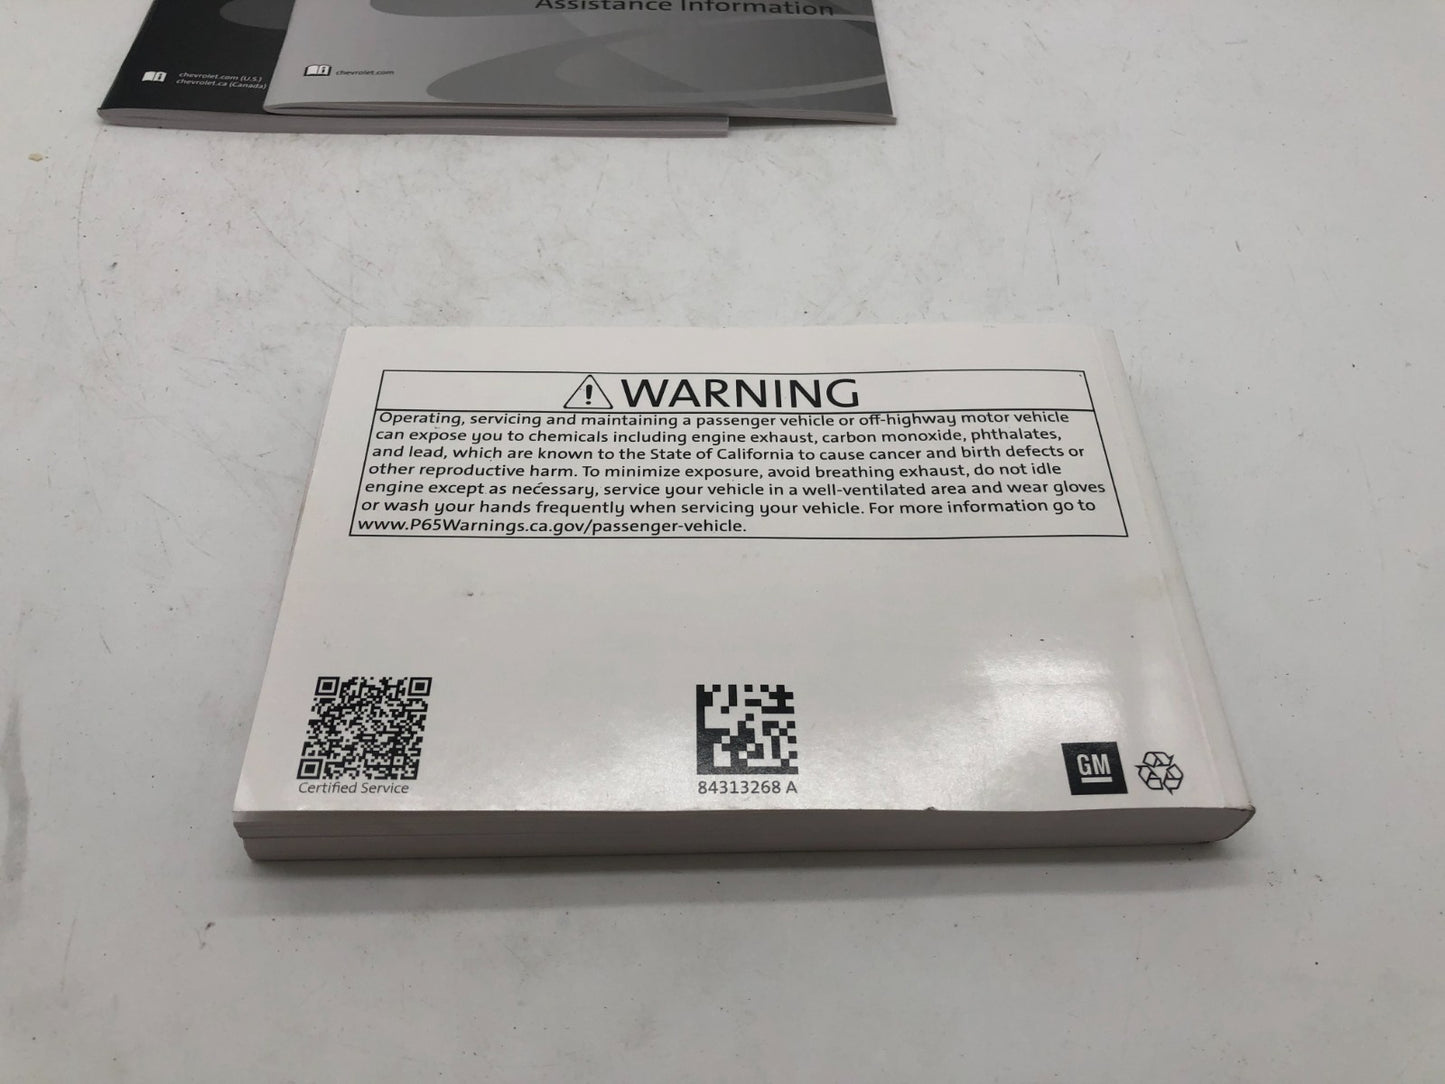 Assistance Information
chevrolet.com (U.S.)
chevrolet.ca (Canada)
chevrolet.com
WARNING
Operating, servicing and maintaining a passenger vehicle or off-highway motor vehicle
can expose you to chemicals including engine exhaust, carbon monoxide, phthalates,
and lead, which are known to the State of California to cause cancer and birth defects or
other reproductive harm. To minimize exposure, avoid breathing exhaust, do not idle
engine except as necessary, service your vehicle in a well-ventilated area and wear gloves
or wash your hands frequently when servicing your vehicle. For more information go to
www.P65Warnings.ca.gov/passenger-vehicle.
Certified Service
84313268 A
GM